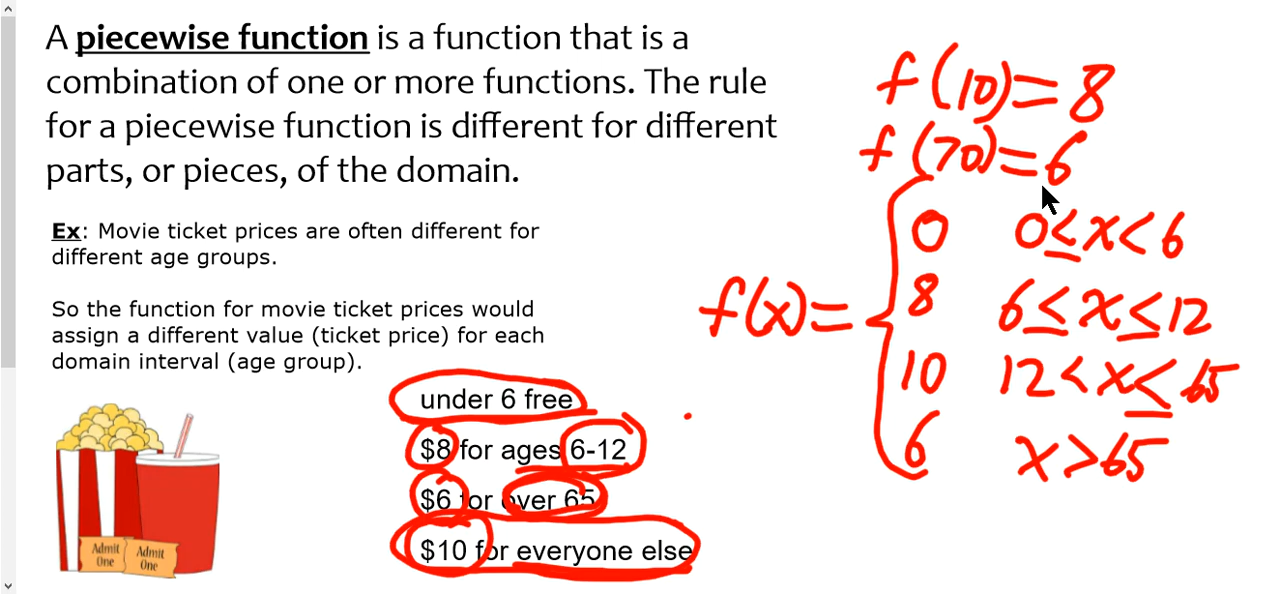 A piecewise function is a function that is a
combination of one or more functions. The rule
for a piecewise function is different for different
parts, or pieces, of the domain.
Ex: Movie ticket prices are often different for
different age groups.
So the function for movie ticket prices would
assign a different value (ticket price) for each
domain interval (age group).
under 6 free
$8 for ages 6-12
$6 for over 65
$10 for everyone else
Admit
One
Admit
One
f(10)=8
f(70)=6
f(x)=
0 0≤x<6
8 6≤x≤12
10 12<x≤65
6 x>65